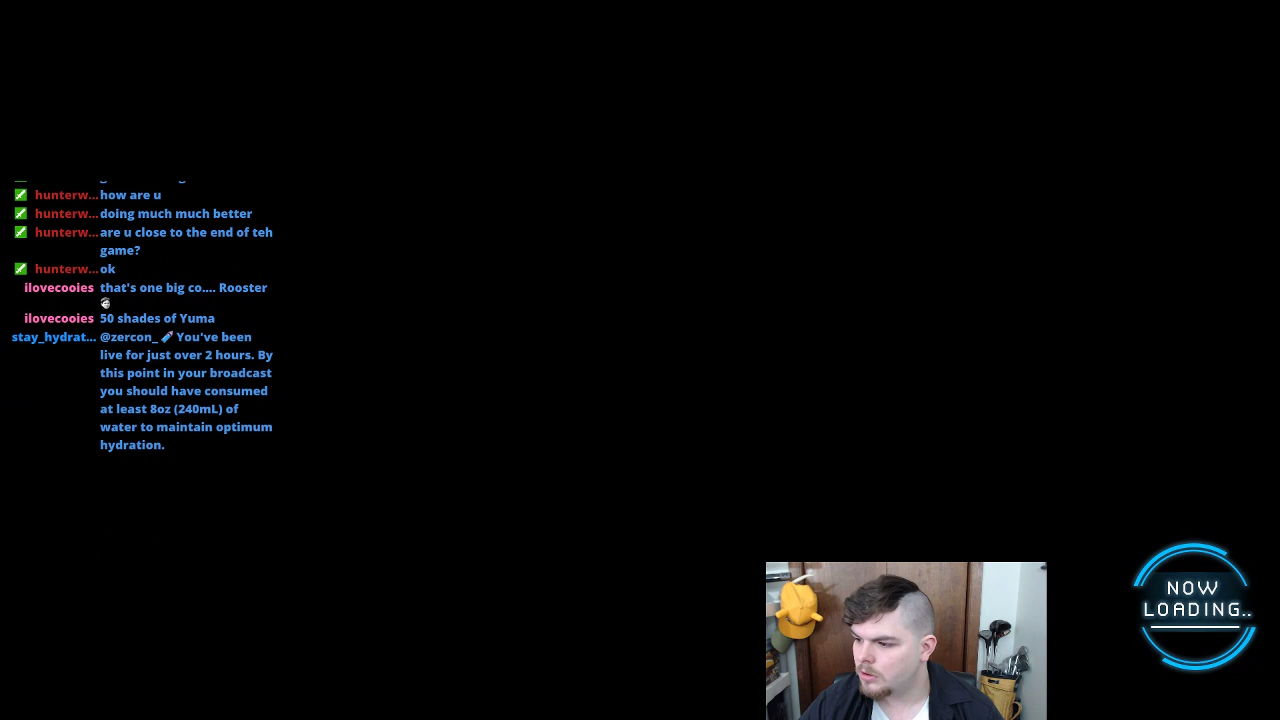 hunterw... how are u
hunterw... doing much much better
hunterw... are u close to the end of teh
game?
hunterw... ok
ilovecooies that's one big co.... Rooster
ilovecooies 50 shades of Yuma
stay_hydrat... @zercon_ You've been
live for just over 2 hours. By
this point in your broadcast
you should have consumed
at least 8oz (240mL) of
water to maintain optimum
hydration.
NOW
LOADING..